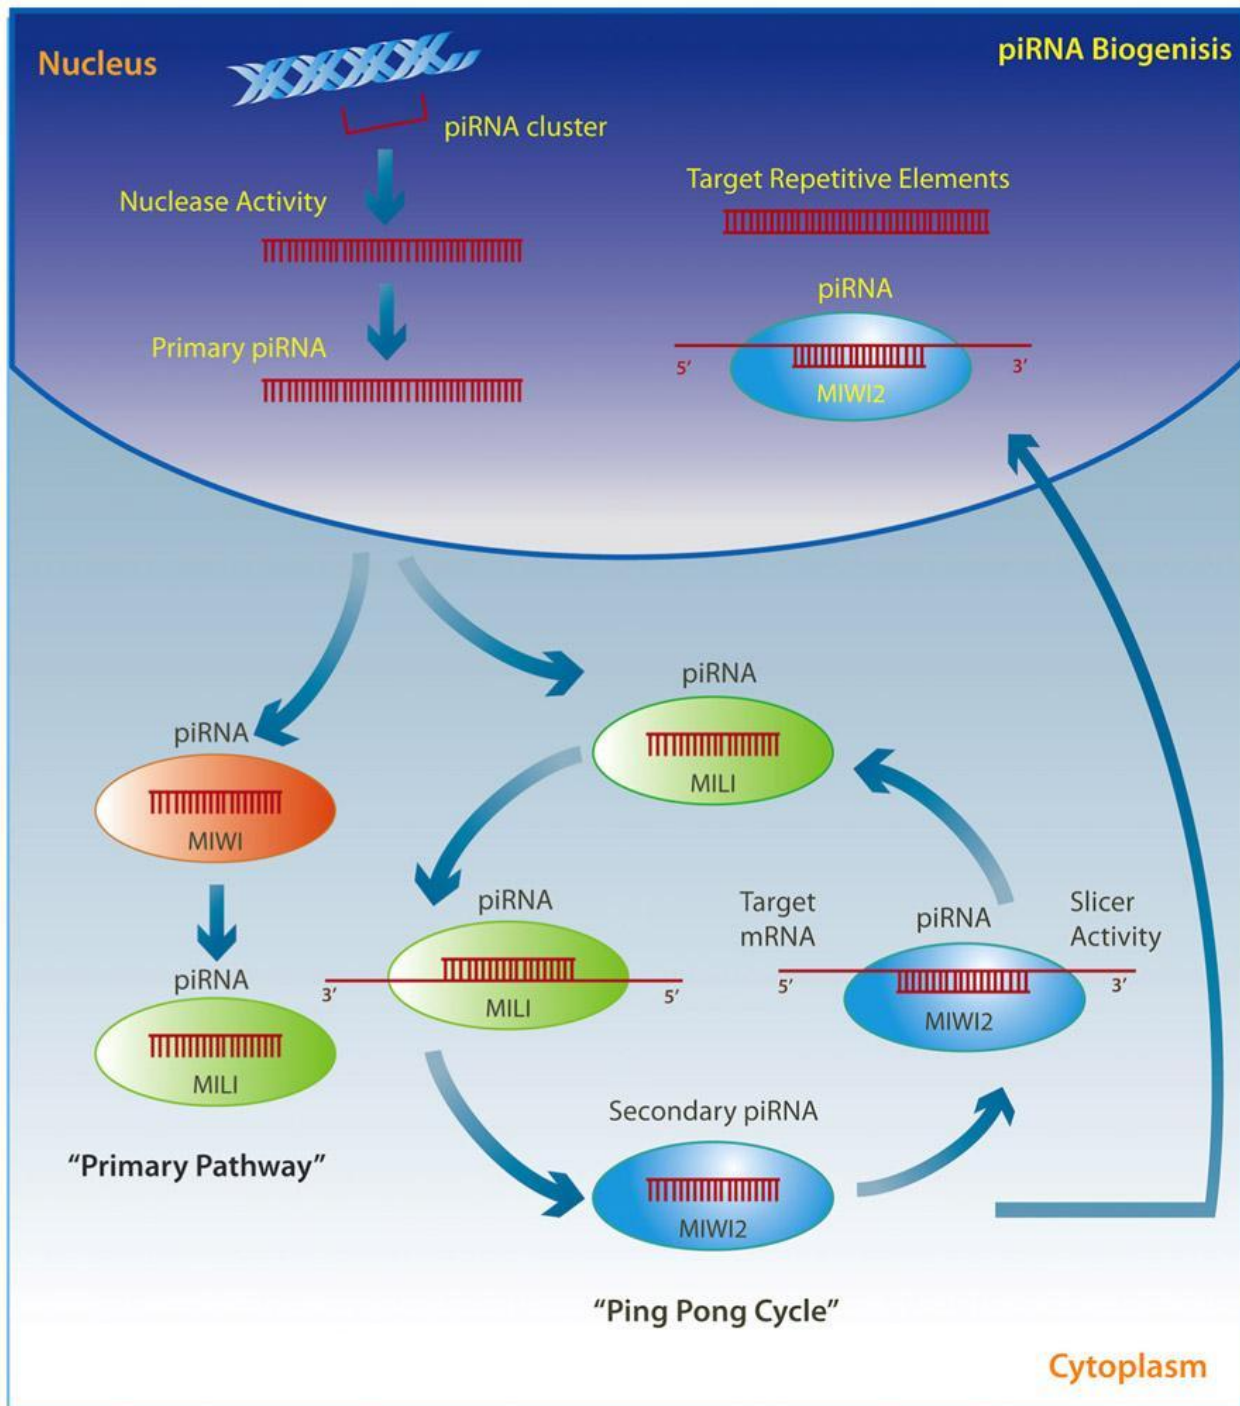 Nucleus
piRNA Biogenisis
piRNA cluster
Nuclease Activity
Primary piRNA
Target Repetitive Elements
piRNA
5′
3′
MIWI2
piRNA
MIWI
piRNA
MILI
"Primary Pathway"
piRNA
MILI
piRNA
3′
5′
MILI
Secondary piRNA
MIWI2
Target
mRNA
piRNA
Slicer
Activity
5′
3′
MIWI2
"Ping Pong Cycle"
Cytoplasm